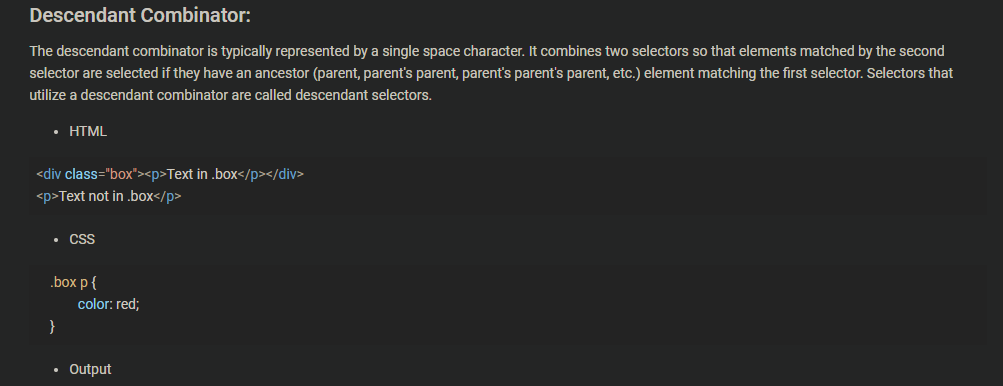 Descendant Combinator:
The descendant combinator is typically represented by a single space character. It combines two selectors so that elements matched by the second
selector are selected if they have an ancestor (parent, parent's parent, parent's parent's parent, etc.) element matching the first selector. Selectors that
utilize a descendant combinator are called descendant selectors.
• HTML
<div class="box"><p>Text in .box</p></div>
<p>Text not in .box</p>
• CSS
.box p {
color: red;
}
• Output